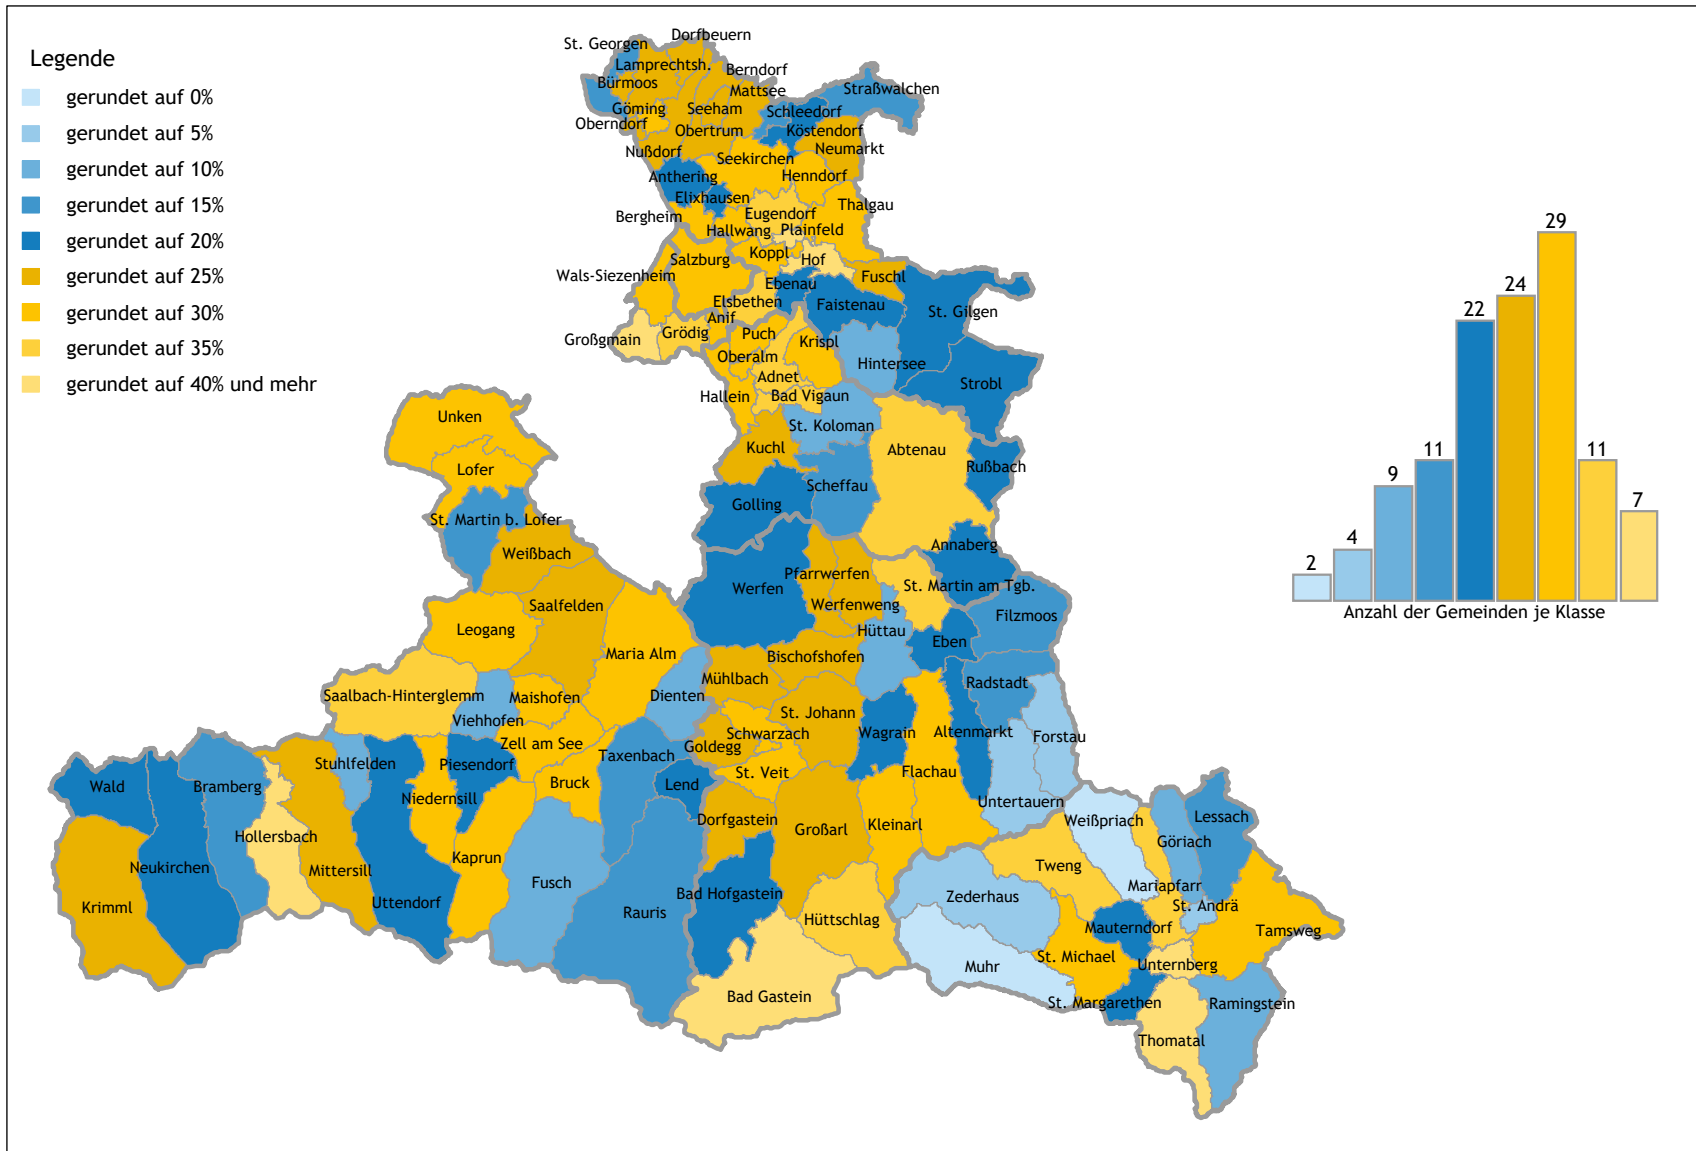 Legende
gerundet auf 0%
gerundet auf 5%
gerundet auf 10%
gerundet auf 15%
gerundet auf 20%
gerundet auf 25%
gerundet auf 30%
gerundet auf 35%
gerundet auf 40% und mehr
St. Georgen
Dorfbeuern
Lamprechtsh.
Berndorf
Bürmoos
Mattsee
Straßwalchen
Göming
Seeham
Schleedorf
Oberndorf
Obertrum
Köstendorf
Nußdorf
Neumarkt
Seekirchen
Anthering
Henndorf
Elixhausen
Thalgau
Bergheim
Eugendorf
Hallwang
Plainfeld
Koppl
Hof
Salzburg
Wals-Siezenheim
Fuschl
Ebenau
Elsbethen
Faistenau
St. Gilgen
Anif
Grödig
Großgmain
Puch
Krispl
Oberalm
Hintersee
Adnet
Strobl
Hallein
Bad Vigaun
St. Koloman
Unken
Kuchl
Abtenau
Lofer
Rußbach
Scheffau
Golling
St. Martin b. Lofer
Annaberg
Weißbach
Pfarrwerfen
St. Martin am Tgb.
Werfen
Saalfelden
Werfenweng
Filzmoos
Leogang
Hüttau
Eben
Maria Alm
Bischofshofen
Mühlbach
Radstadt
Saalbach-Hinterglemm
Maishofen
Dienten
Viehhofen
St. Johann
Schwarzach
Wagrain
Altenmarkt
Forstau
Zell am See
Goldegg
Taxenbach
Stuhlfelden
Piesendorf
St. Veit
Flachau
Wald
Bramberg
Bruck
Lend
Niedernsill
Untertauern
Dorfgastein
Großarl
Kleinarl
Weißpriach
Lessach
Hollersbach
Göriach
Neukirchen
Mittersill
Kaprun
Tweng
Fusch
Mariapfarr
Krimml
Uttendorf
Bad Hofgastein
Zederhaus
St. Andrä
Rauris
Hüttschlag
Mauterndorf
Tamsweg
St. Michael
Muhr
Unternberg
Bad Gastein
St. Margarethen
Ramingstein
Thomatal
2
4
9
11
22
24
29
11
7
Anzahl der Gemeinden je Klasse